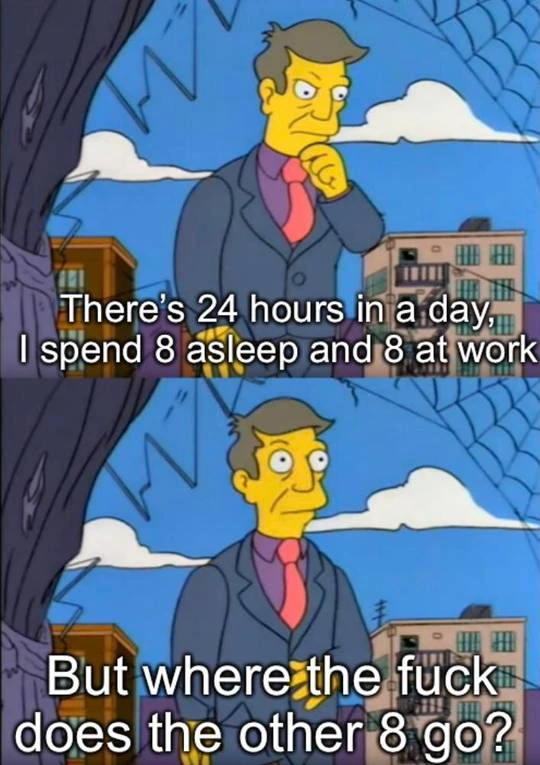 There's 24 hours in a day,
I spend 8 asleep and 8 at work
But where the fuck
does the other 8 go?